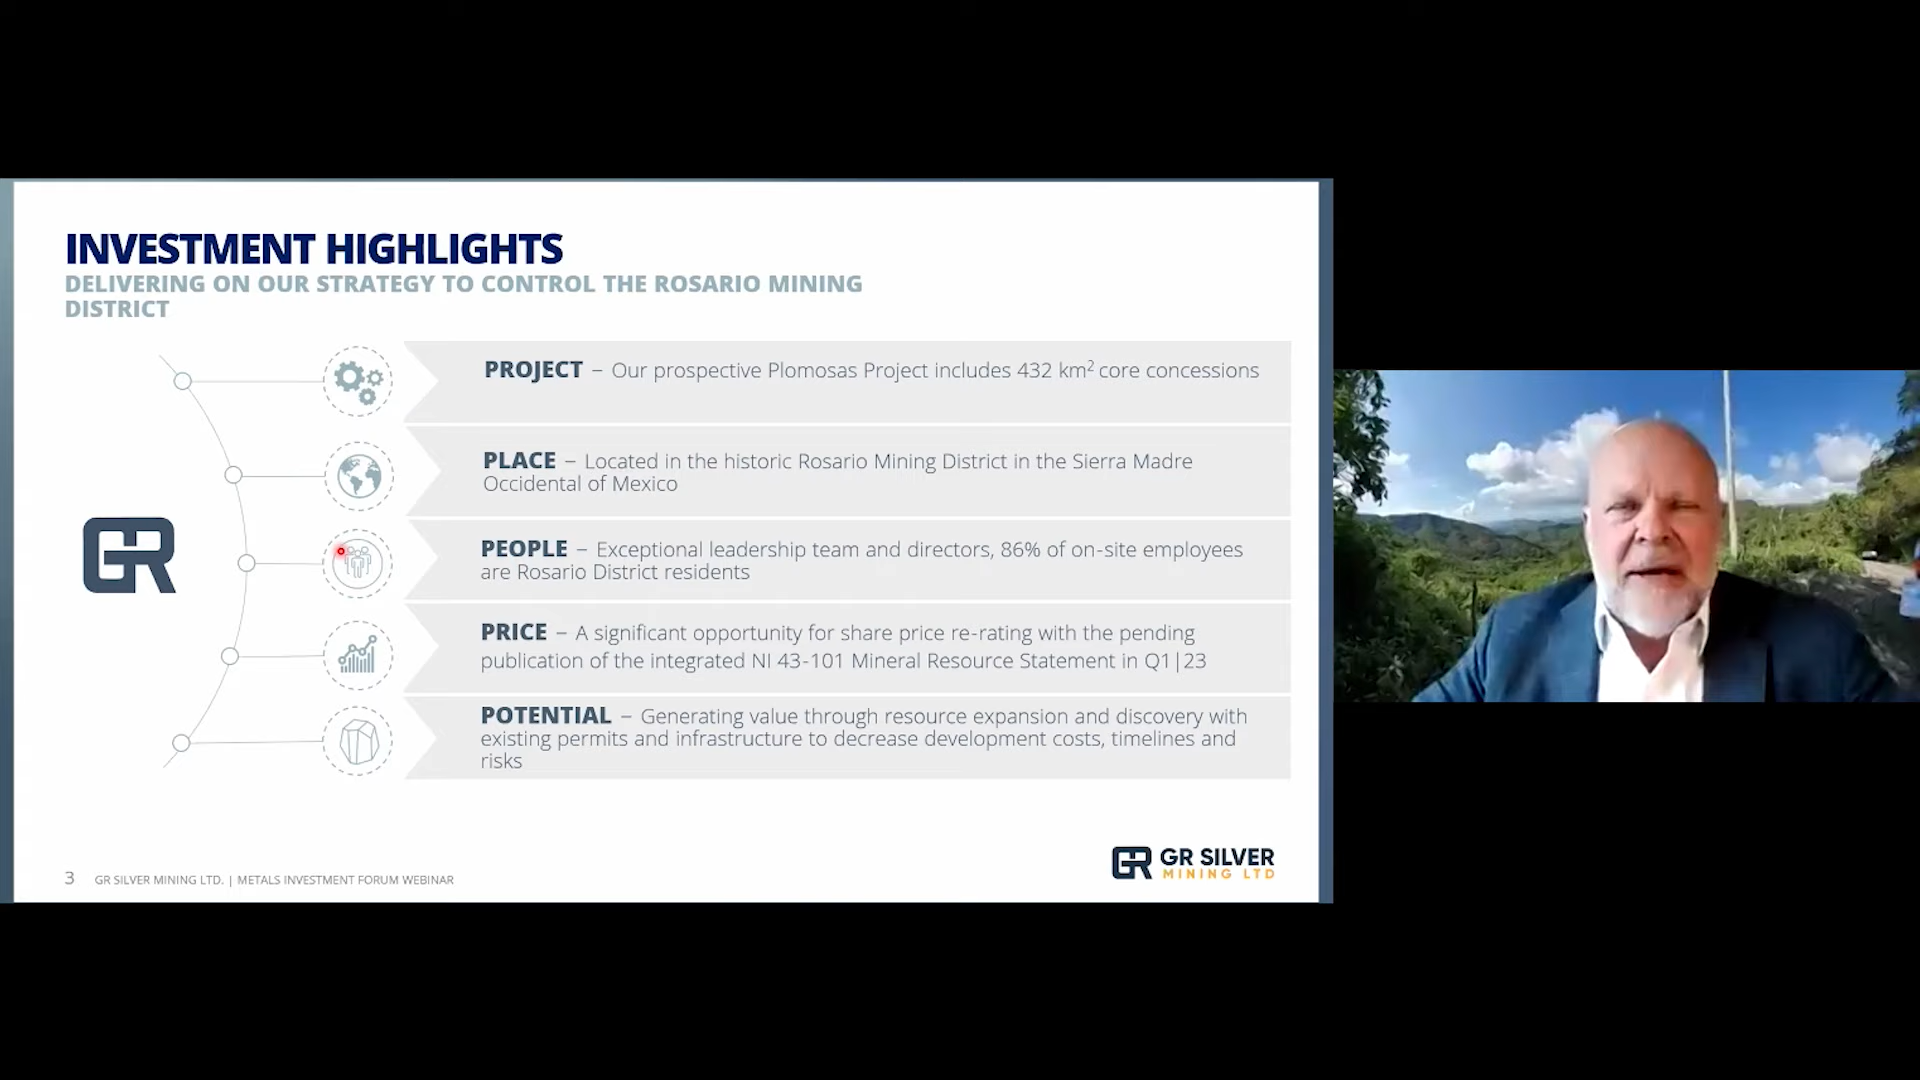 INVESTMENT HIGHLIGHTS
DELIVERING ON OUR STRATEGY TO CONTROL THE ROSARIO MINING
DISTRICT
PROJECT – Our prospective Plomosas Project includes 432 km² core concessions
PLACE – Located in the historic Rosario Mining District in the Sierra Madre
Occidental of Mexico
GR
PEOPLE – Exceptional leadership team and directors, 86% of on-site employees
are Rosario District residents
PRICE – A significant opportunity for share price re-rating with the pending
publication of the integrated NI 43-101 Mineral Resource Statement in Q1|23
POTENTIAL – Generating value through resource expansion and discovery with
existing permits and infrastructure to decrease development costs, timelines and
risks
GR GR SILVER
MINING LTD
3 GR SILVER MINING LTD. | METALS INVESTMENT FORUM WEBINAR